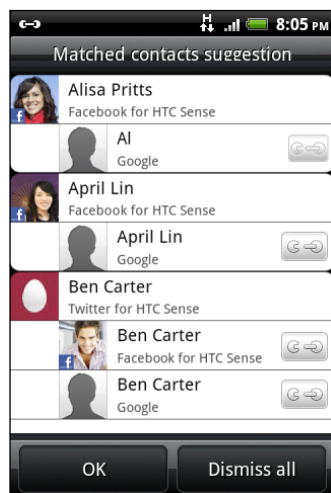 H
8:05 PM
Matched contacts suggestion
Alisa Pritts
Facebook for HTC Sense
Al
Google
April Lin
Facebook for HTC Sense
April Lin
Google
Ben Carter
Twitter for HTC Sense
Ben Carter
Facebook for HTC Sense
Ben Carter
Google
OK
Dismiss all